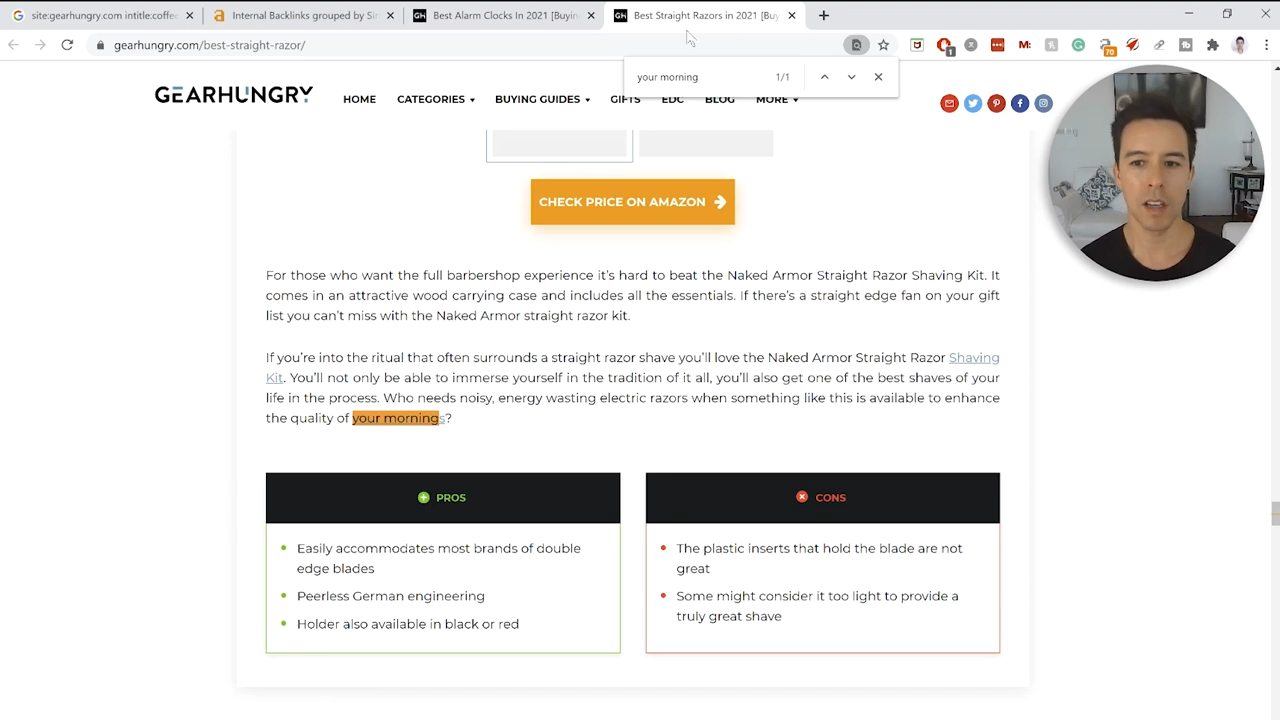 site:gearhungry.com intitle:coffe
Internal Backlinks grouped by Sir
Best Alarm Clocks In 2021 [Buyin
Best Straight Razors in 2021 [Buy
gearhungry.com/best-straight-razor/
1
M:
70
your morning 1/1
GEARHUNGRY
HOME CATEGORIES BUYING GUIDES GIFTS EDC BLOG MORE
CHECK PRICE ON AMAZON
For those who want the full barbershop experience it's hard to beat the Naked Armor Straight Razor Shaving Kit. It
comes in an attractive wood carrying case and includes all the essentials. If there's a straight edge fan on your gift
list you can't miss with the Naked Armor straight razor kit.
If you're into the ritual that often surrounds a straight razor shave you'll love the Naked Armor Straight Razor Shaving
Kit. You'll not only be able to immerse yourself in the tradition of it all, you'll also get one of the best shaves of your
life in the process. Who needs noisy, energy wasting electric razors when something like this is available to enhance
the quality of your mornings?
PROS
Easily accommodates most brands of double
edge blades
Peerless German engineering
Holder also available in black or red
CONS
The plastic inserts that hold the blade are not
great
Some might consider it too light to provide a
truly great shave